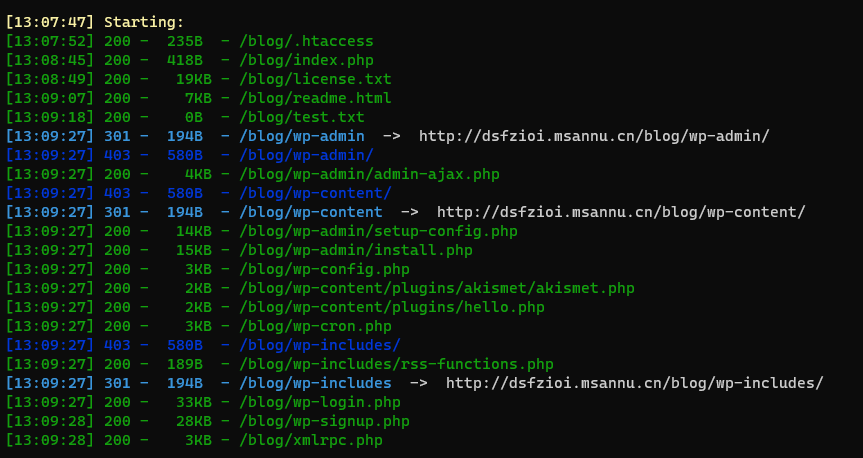 [13:07:47] Starting:
[13:07:52] 200 -  235B  - /blog/.htaccess
[13:08:45] 200 -  418B  - /blog/index.php
[13:08:49] 200 -   19KB - /blog/license.txt
[13:09:07] 200 -    7KB - /blog/readme.html
[13:09:18] 200 -    0B  - /blog/test.txt
[13:09:27] 301 -  194B  - /blog/wp-admin  ->  http://dsfzioi.msannu.cn/blog/wp-admin/
[13:09:27] 403 -  580B  - /blog/wp-admin/
[13:09:27] 200 -    4KB - /blog/wp-admin/admin-ajax.php
[13:09:27] 403 -  580B  - /blog/wp-content/
[13:09:27] 301 -  194B  - /blog/wp-content  ->  http://dsfzioi.msannu.cn/blog/wp-content/
[13:09:27] 200 -   14KB - /blog/wp-admin/setup-config.php
[13:09:27] 200 -   15KB - /blog/wp-admin/install.php
[13:09:27] 200 -    3KB - /blog/wp-config.php
[13:09:27] 200 -    2KB - /blog/wp-content/plugins/akismet/akismet.php
[13:09:27] 200 -    2KB - /blog/wp-content/plugins/hello.php
[13:09:27] 200 -    3KB - /blog/wp-cron.php
[13:09:27] 403 -  580B  - /blog/wp-includes/
[13:09:27] 200 -  189B  - /blog/wp-includes/rss-functions.php
[13:09:27] 301 -  194B  - /blog/wp-includes  ->  http://dsfzioi.msannu.cn/blog/wp-includes/
[13:09:27] 200 -   33KB - /blog/wp-login.php
[13:09:28] 200 -   28KB - /blog/wp-signup.php
[13:09:28] 200 -    3KB - /blog/xmlrpc.php